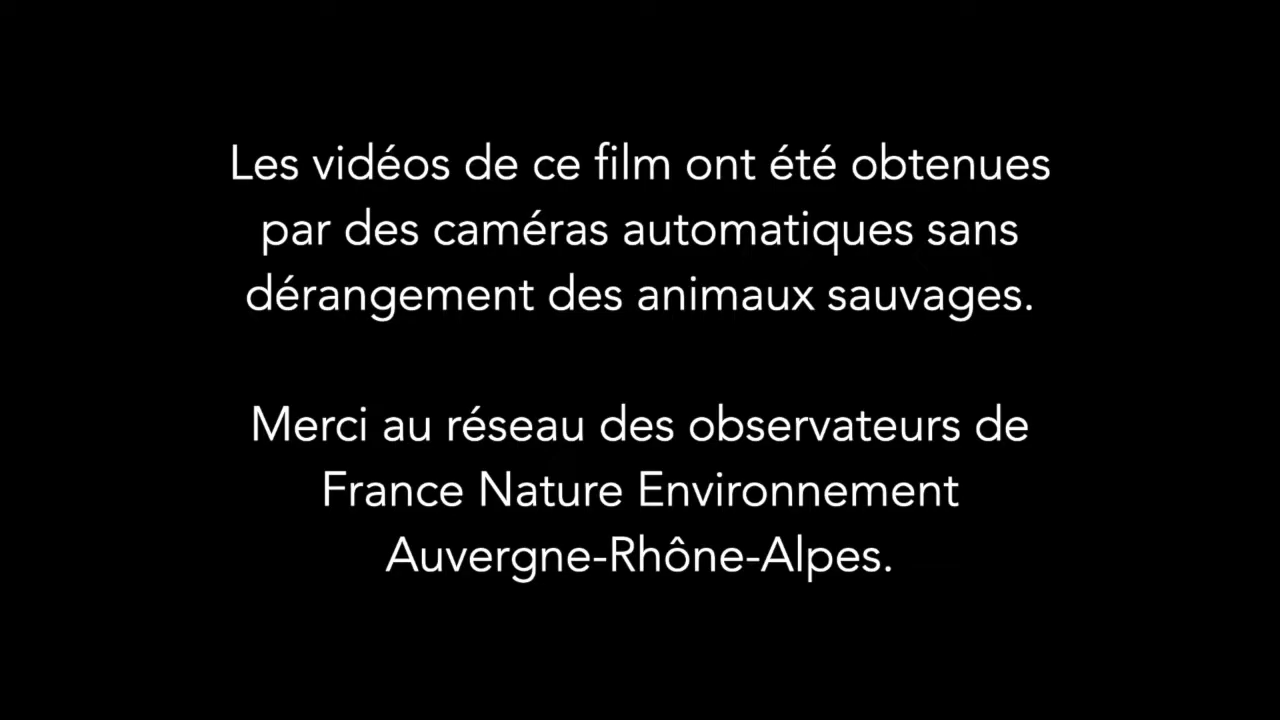 Les vidéos de ce film ont été obtenues
par des caméras automatiques sans
dérangement des animaux sauvages.
Merci au réseau des observateurs de
France Nature Environnement
Auvergne-Rhône-Alpes.